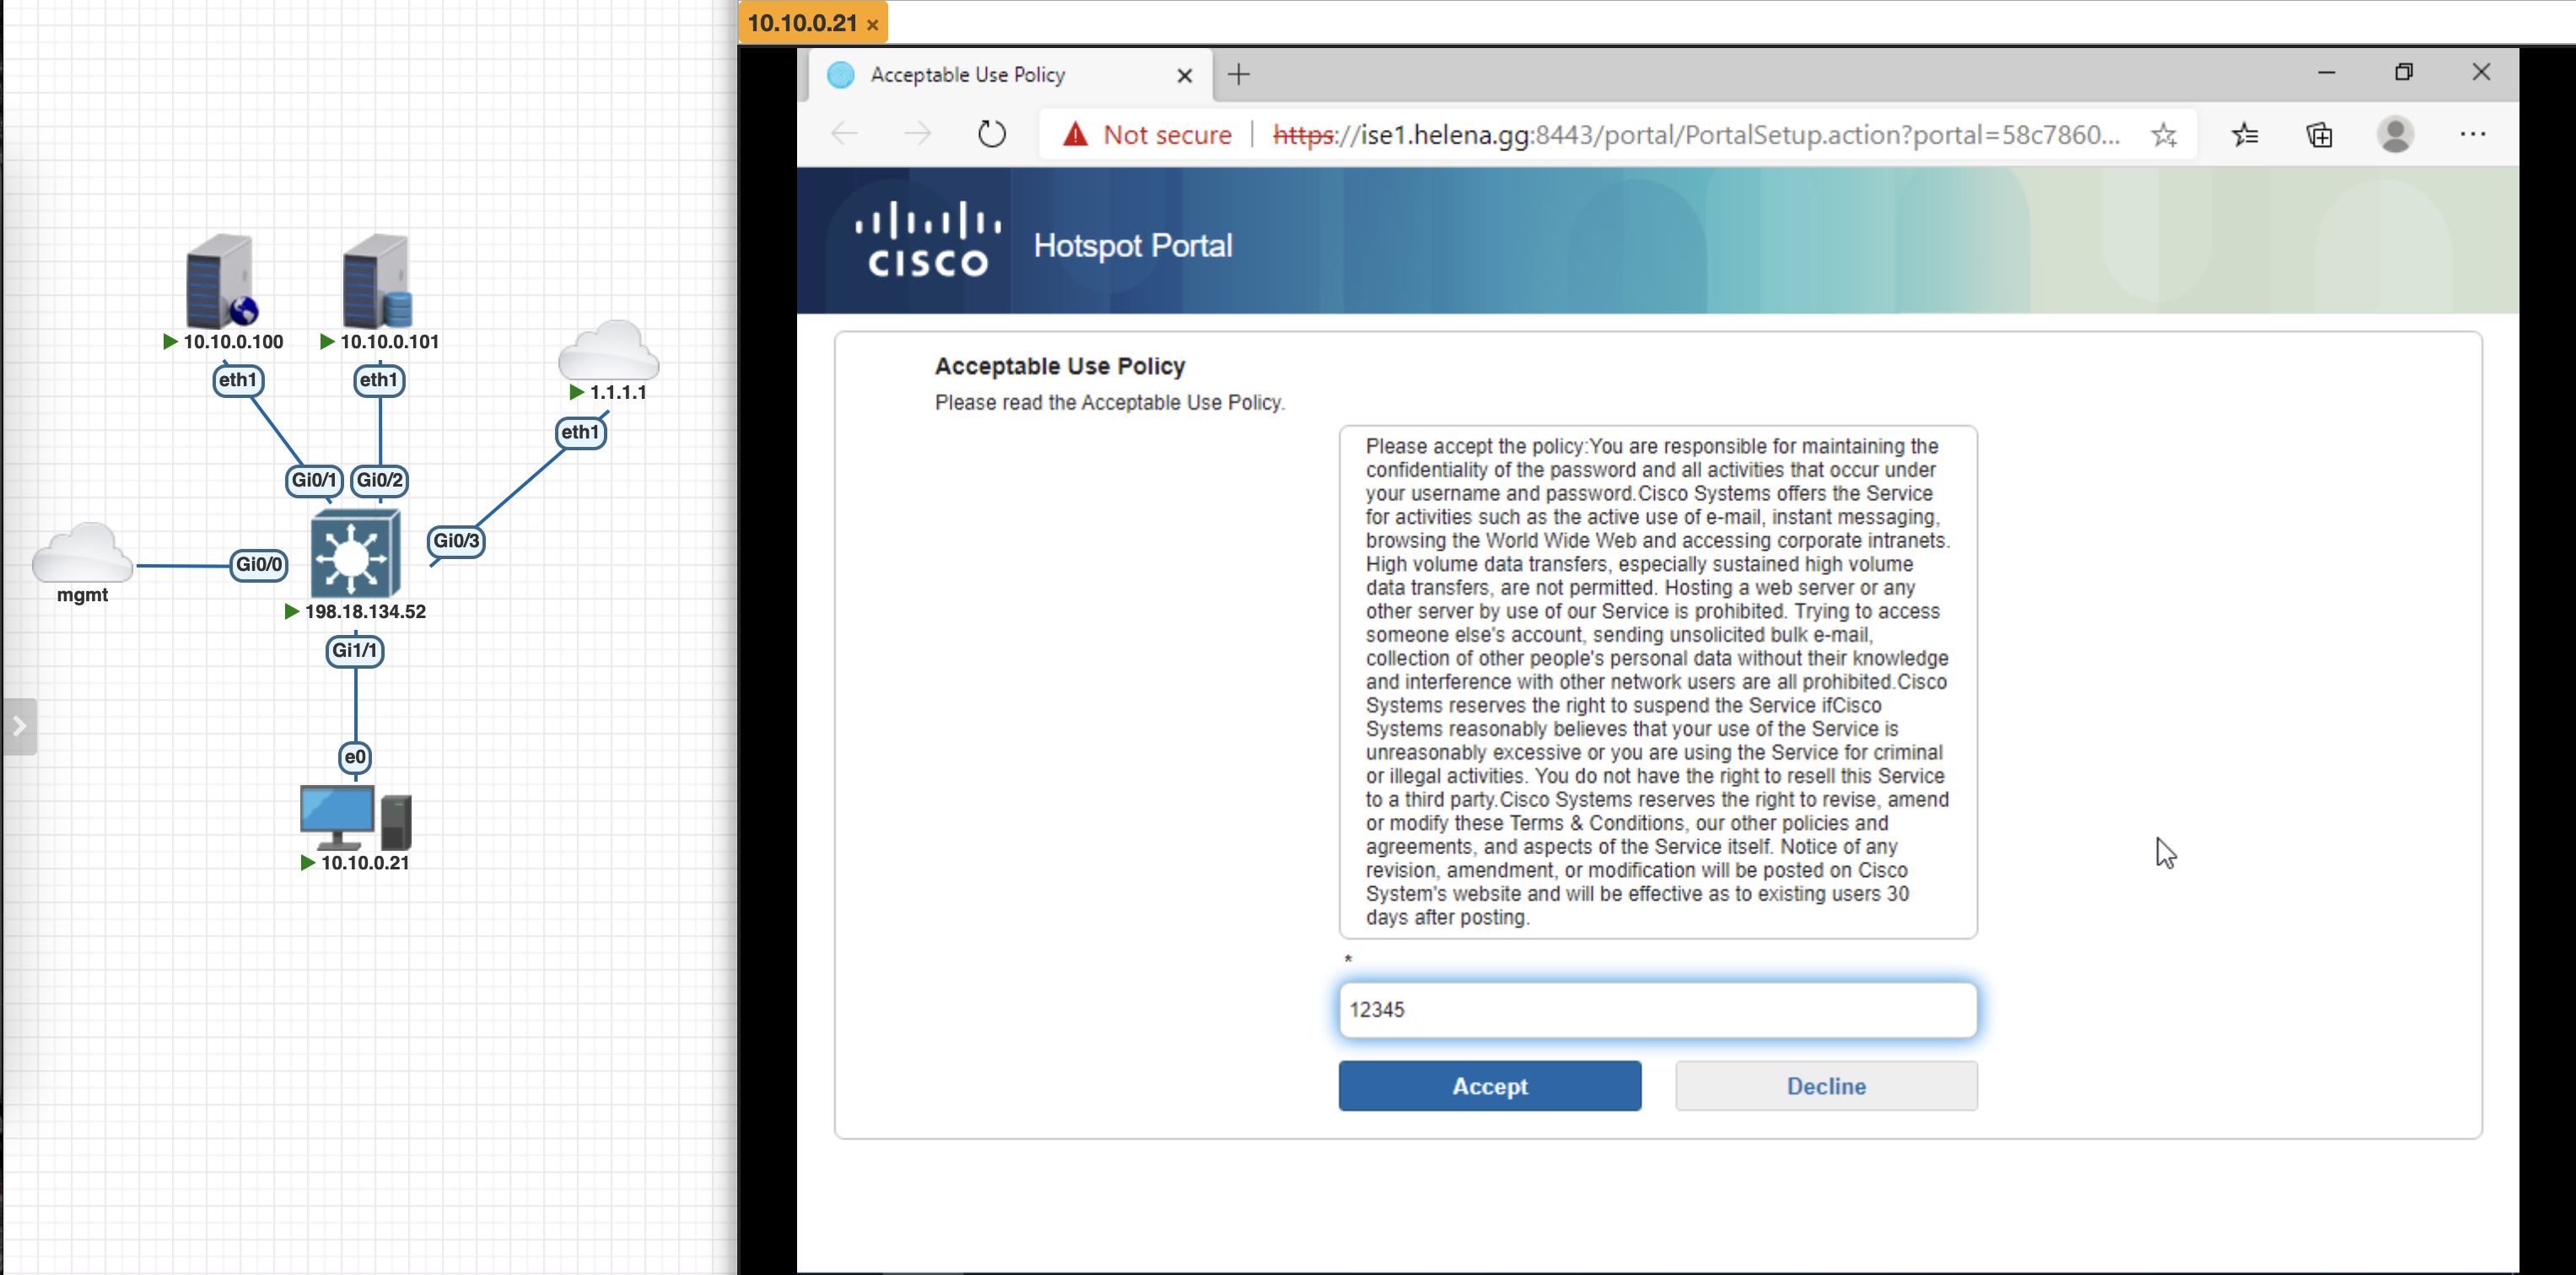 10.10.0.21 ×
Acceptable Use Policy
Not secure | https://ise1.helena.gg:8443/portal/PortalSetup.action?portal=58c7860...
CISCO
Hotspot Portal
10.10.0.100
10.10.0.101
eth1
eth1
1.1.1.1
eth1
Gi0/1
Gi0/2
Gi0/3
Gi0/0
mgmt
198.18.134.52
Gi1/1
e0
10.10.0.21
Acceptable Use Policy
Please read the Acceptable Use Policy.
Please accept the policy:You are responsible for maintaining the
confidentiality of the password and all activities that occur under
your username and password.Cisco Systems offers the Service
for activities such as the active use of e-mail, instant messaging,
browsing the World Wide Web and accessing corporate intranets.
High volume data transfers, especially sustained high volume
data transfers, are not permitted. Hosting a web server or any
other server by use of our Service is prohibited. Trying to access
someone else's account, sending unsolicited bulk e-mail,
collection of other people's personal data without their knowledge
and interference with other network users are all prohibited.Cisco
Systems reserves the right to suspend the Service ifCisco
Systems reasonably believes that your use of the Service is
unreasonably excessive or you are using the Service for criminal
or illegal activities. You do not have the right to resell this Service
to a third party.Cisco Systems reserves the right to revise, amend
or modify these Terms & Conditions, our other policies and
agreements, and aspects of the Service itself. Notice of any
revision, amendment, or modification will be posted on Cisco
System's website and will be effective as to existing users 30
days after posting.
*
12345
Accept
Decline